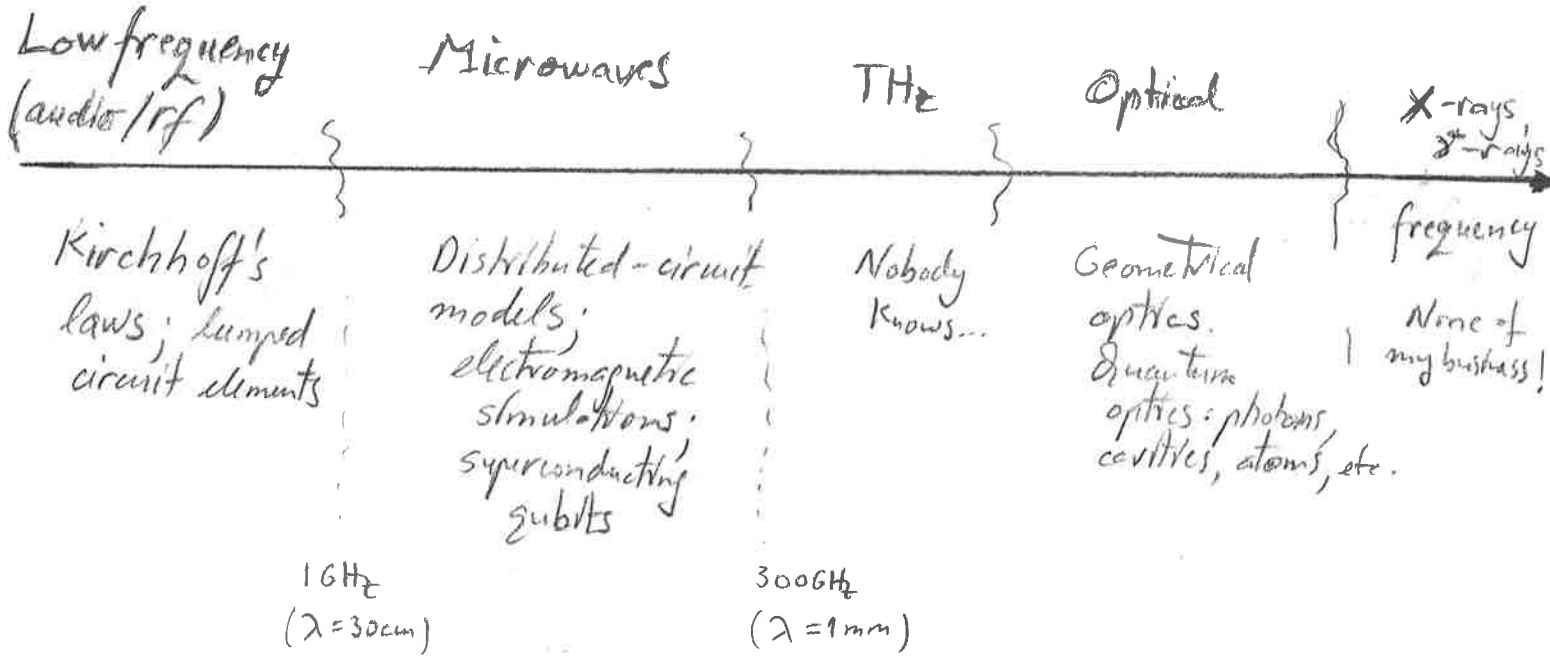 Low frequency
(audio/rf)
Microwaves
THz
Optical
X-rays,
γ-rays
frequency
Kirchhoff's
laws; lumped
circuit elements
Distributed-circuit
models;
electromagnetic
simulations;
superconducting
qubits
Nobody
knows...
Geometrical
optics.
Quantum
optics: photons,
cavities, atoms, etc.
None of
my business!
1GHz
(λ=30cm)
300GHz
(λ=1mm)